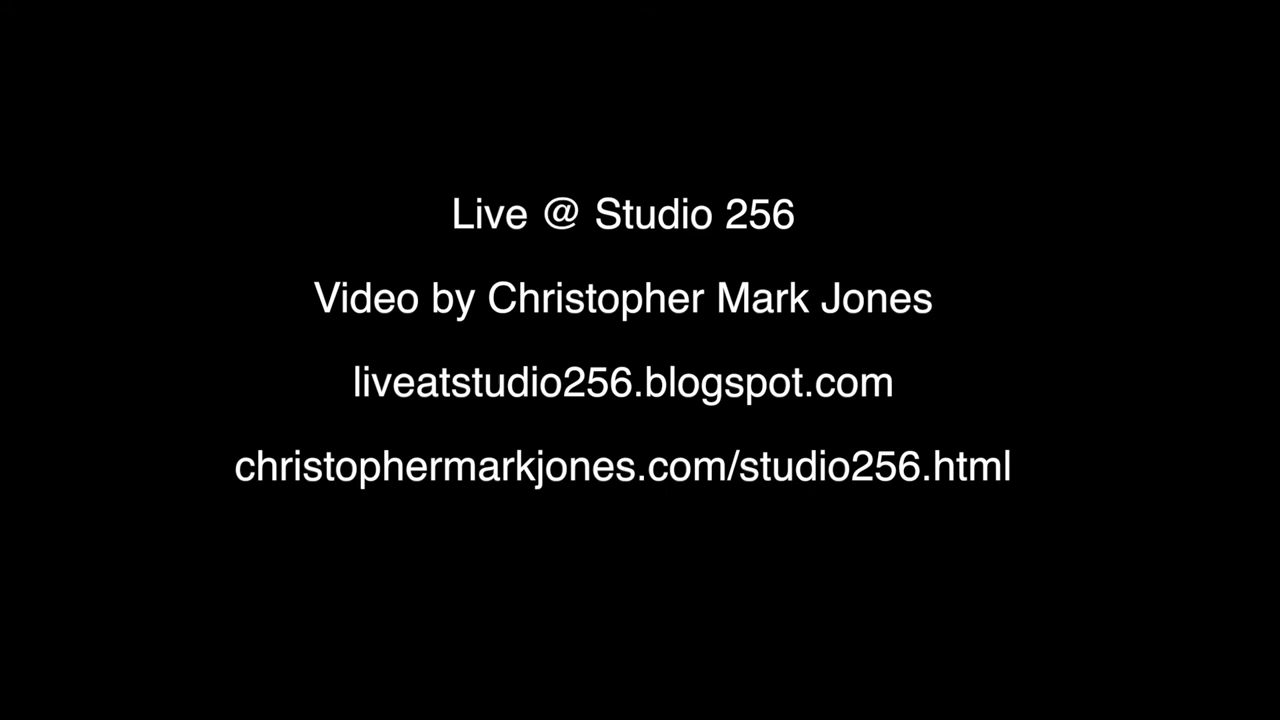 Live @ Studio 256
Video by Christopher Mark Jones
liveatstudio256.blogspot.com
christophermarkjones.com/studio256.html